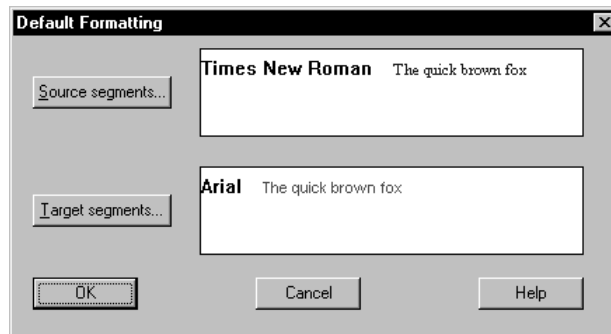 Default Formatting
Source segments...
Times New Roman The quick brown fox
Target segments...
Arial The quick brown fox
OK Cancel Help